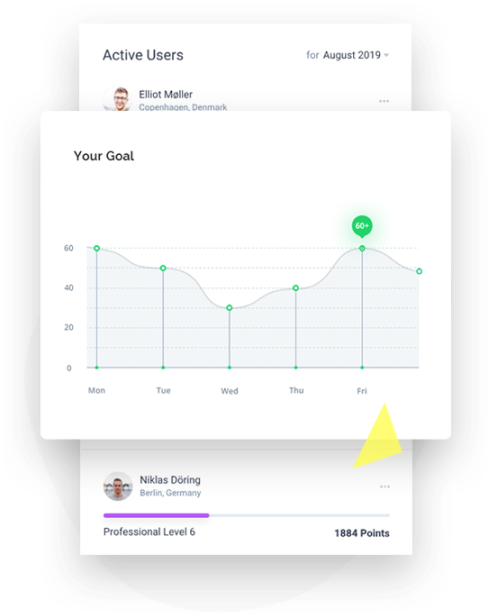 Active Users
for August 2019
Elliot Møller
Copenhagen, Denmark
Your Goal
60+
60
40
20
0
Mon Tue Wed Thu Fri
Niklas Döring
Berlin, Germany
Professional Level 6
1884 Points